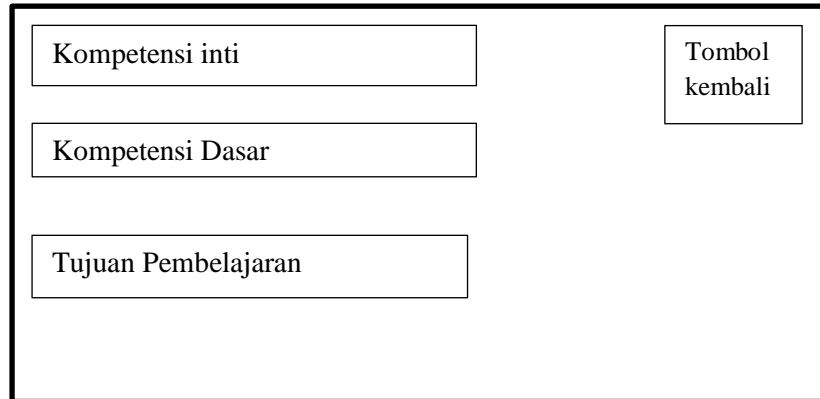 Kompetensi inti
Tombol
kembali
Kompetensi Dasar
Tujuan Pembelajaran